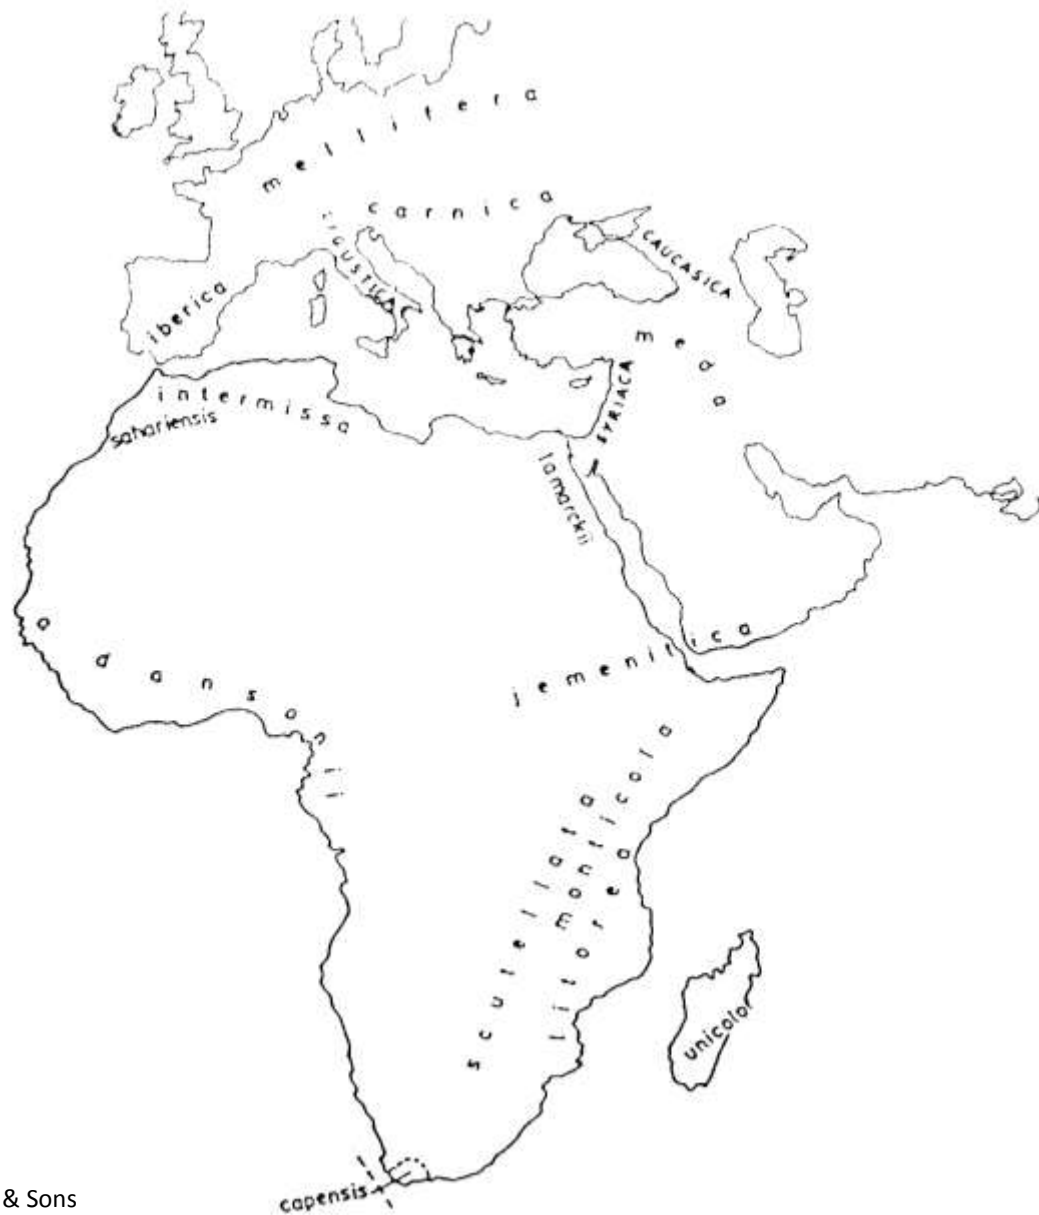 mellifera
carnica
ligustica
CAUCASICA
iberica
meda
SYRIACA
intermissa
sahariensis
lamarckii
adansonii
jemenitica
scutellata
monticola
litorea
unicolor
capensis
& Sons